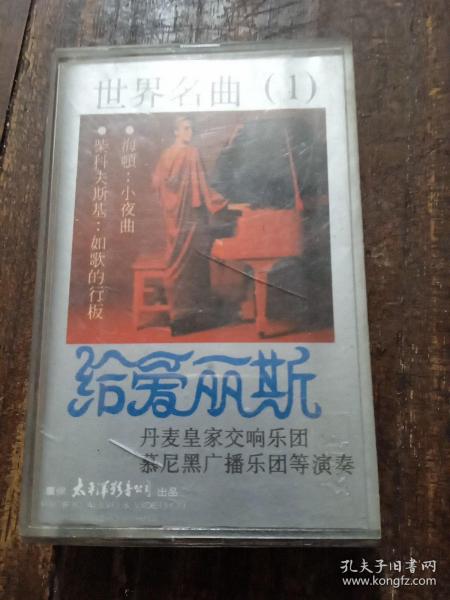 世界名曲（1）
●海頓：小夜曲
●柴科夫斯基：如歌的行板
给爱丽斯
丹麦皇家交响乐团
慕尼黑广播乐团等演奏
太平洋影音公司 出品
孔夫子旧书网
www.kongfz.com